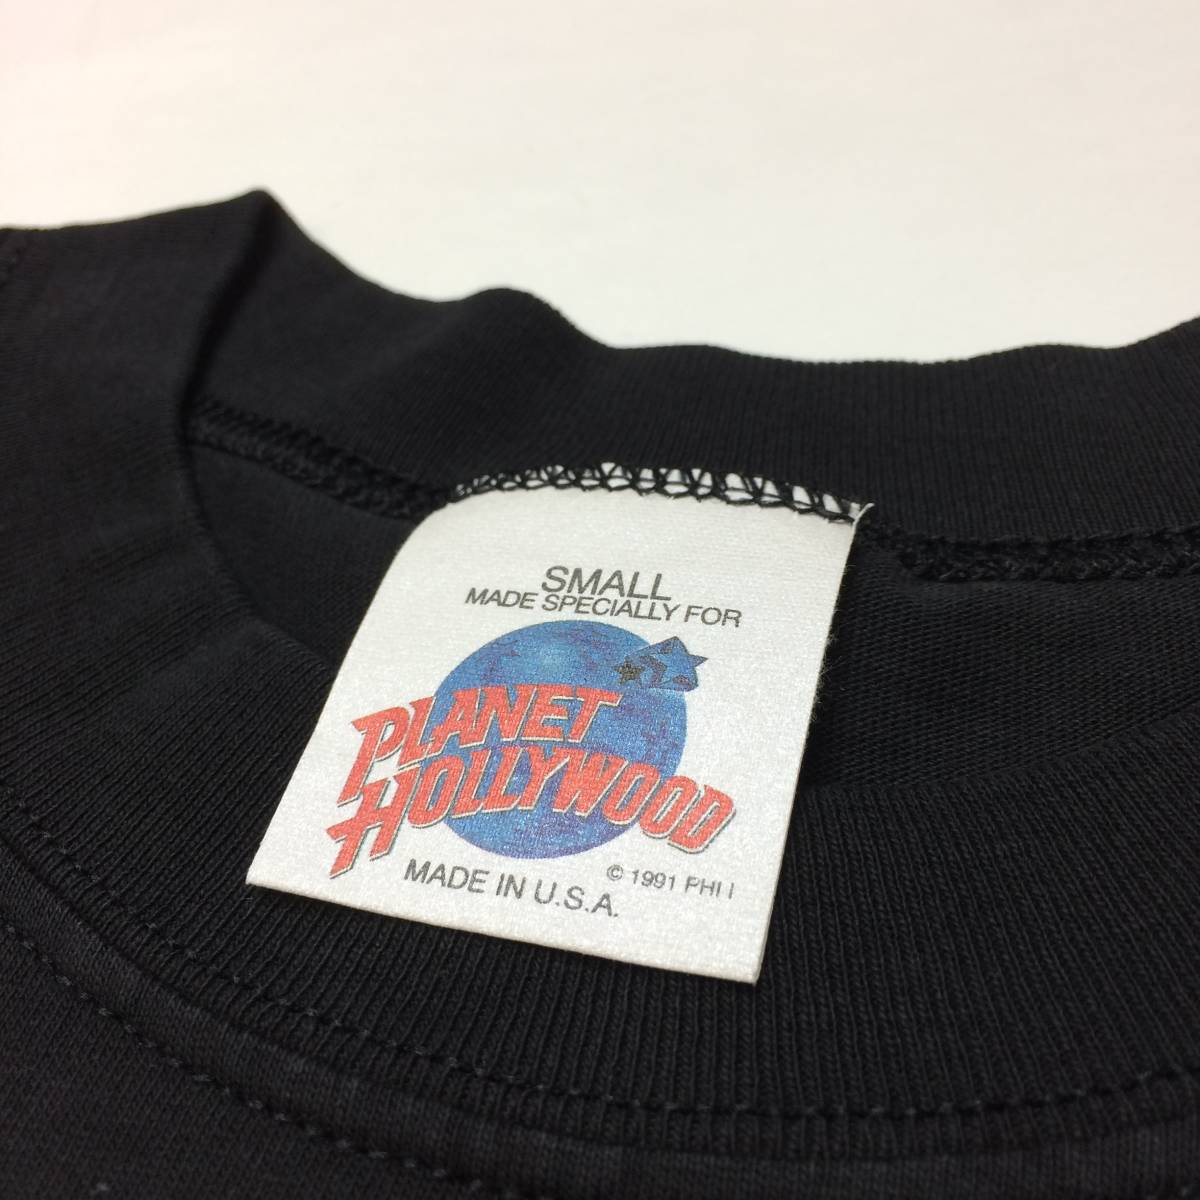 SMALL
MADE SPECIALLY FOR
PLANET
HOLLYWOOD
MADE IN U.S.A.
© 1991 PHI I